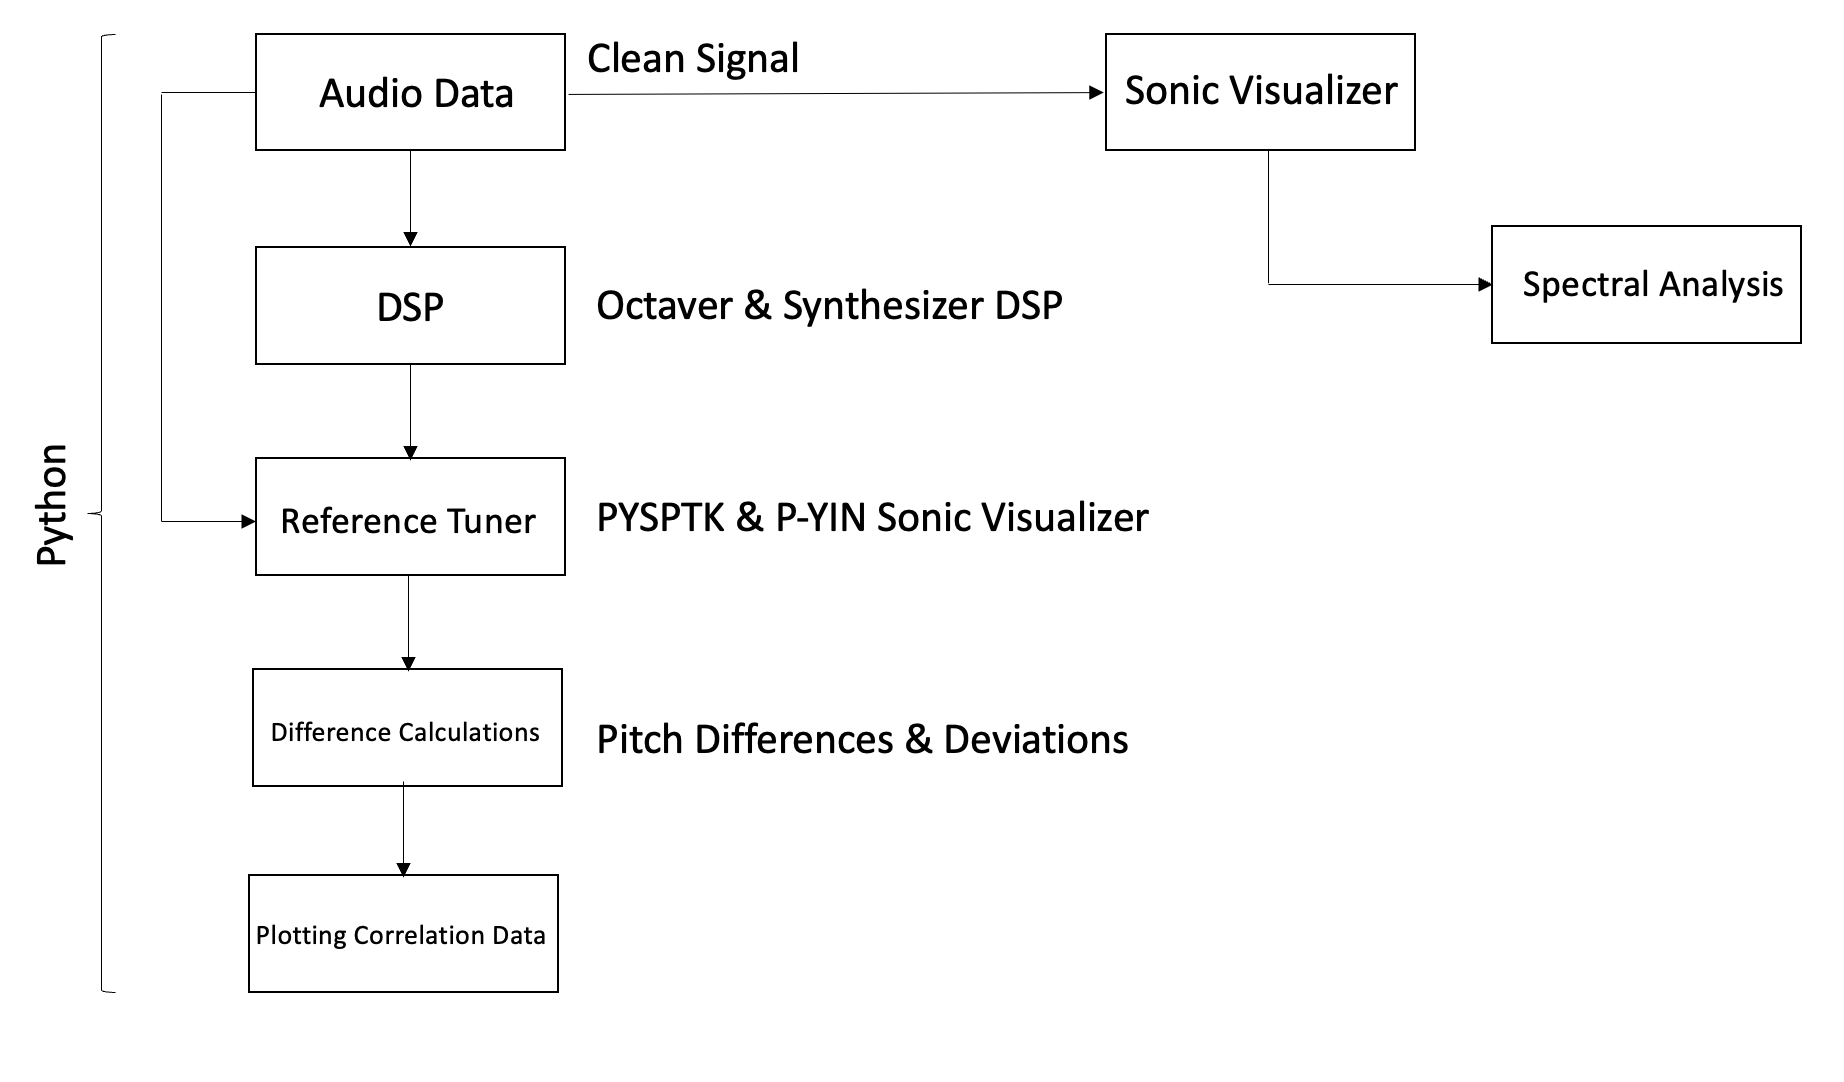 Clean Signal
Audio Data
Sonic Visualizer
DSP
Octaver & Synthesizer DSP
Spectral Analysis
Python
Reference Tuner
PYSPTK & P-YIN Sonic Visualizer
Difference Calculations
Pitch Differences & Deviations
Plotting Correlation Data